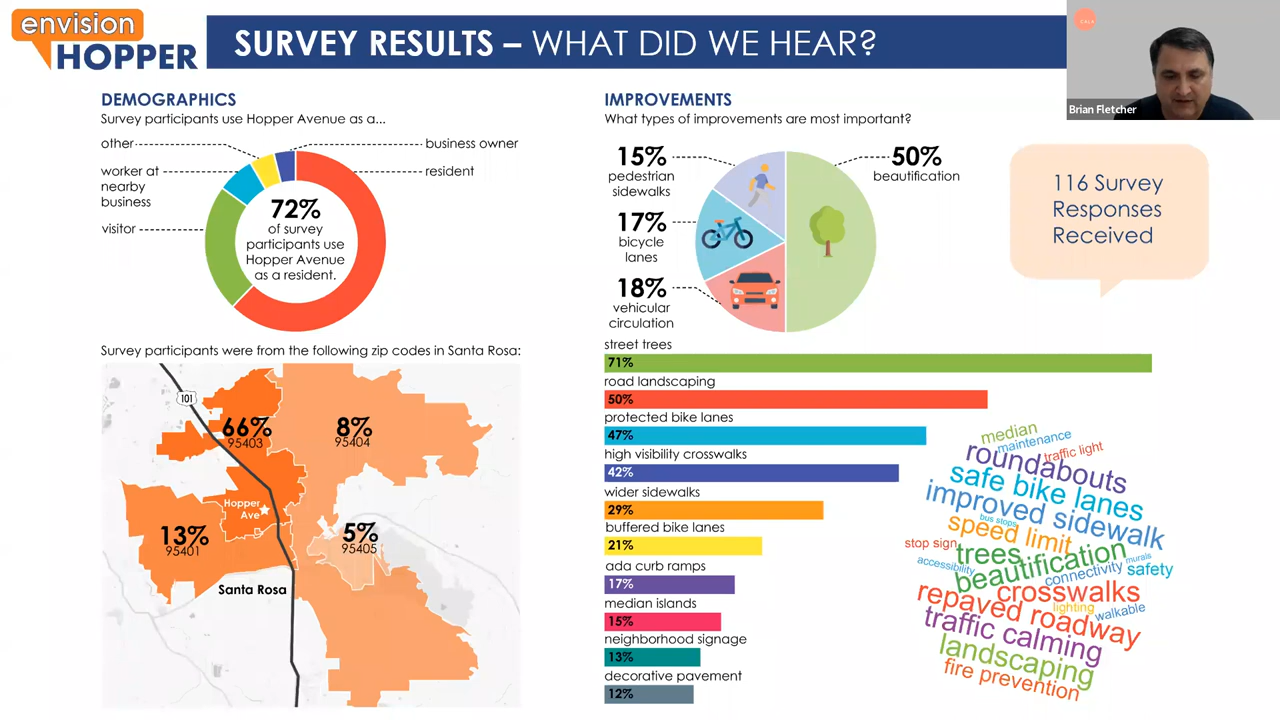 envision
HOPPER
SURVEY RESULTS – WHAT DID WE HEAR?
CALA
Brian Fletcher
DEMOGRAPHICS
Survey participants use Hopper Avenue as a...
other
business owner
worker at
nearby
business
resident
visitor
72%
of survey
participants use
Hopper Avenue
as a resident.
Survey participants were from the following zip codes in Santa Rosa:
101
66%
95403
8%
95404
Hopper
Ave
13%
95401
5%
95405
Santa Rosa
IMPROVEMENTS
What types of improvements are most important?
15%
pedestrian
sidewalks
50%
beautification
17%
bicycle
lanes
18%
vehicular
circulation
116 Survey
Responses
Received
street trees
71%
road landscaping
50%
protected bike lanes
47%
high visibility crosswalks
42%
wider sidewalks
29%
buffered bike lanes
21%
ada curb ramps
17%
median islands
15%
neighborhood signage
13%
decorative pavement
12%
median
maintenance
traffic light
roundabouts
safe bike lanes
improved sidewalk
bus stops
speed limit
stop sign
trees
beautification
murals
accessibility
connectivity
safety
crosswalks
repaved roadway
lighting
walkable
traffic calming
landscaping
fire prevention